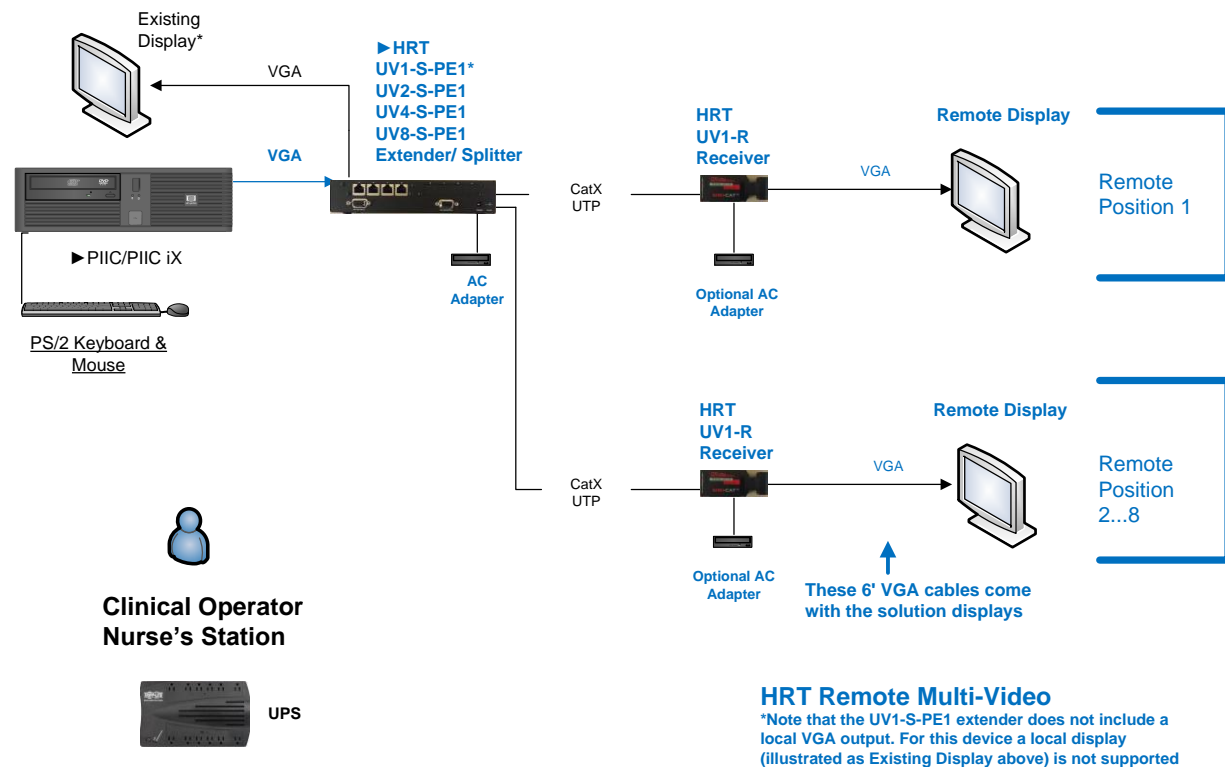 Existing
Display*
VGA
►HRT
UV1-S-PE1*
UV2-S-PE1
UV4-S-PE1
UV8-S-PE1
Extender/ Splitter
VGA
►PIIC/PIIC iX
PS/2 Keyboard &
Mouse
AC
Adapter
CatX
UTP
HRT
UV1-R
Receiver
Optional AC
Adapter
VGA
Remote Display
Remote
Position 1
CatX
UTP
HRT
UV1-R
Receiver
Optional AC
Adapter
VGA
Remote Display
Remote
Position
2...8
These 6' VGA cables come
with the solution displays
Clinical Operator
Nurse's Station
UPS
HRT Remote Multi-Video
*Note that the UV1-S-PE1 extender does not include a
local VGA output. For this device a local display
(illustrated as Existing Display above) is not supported